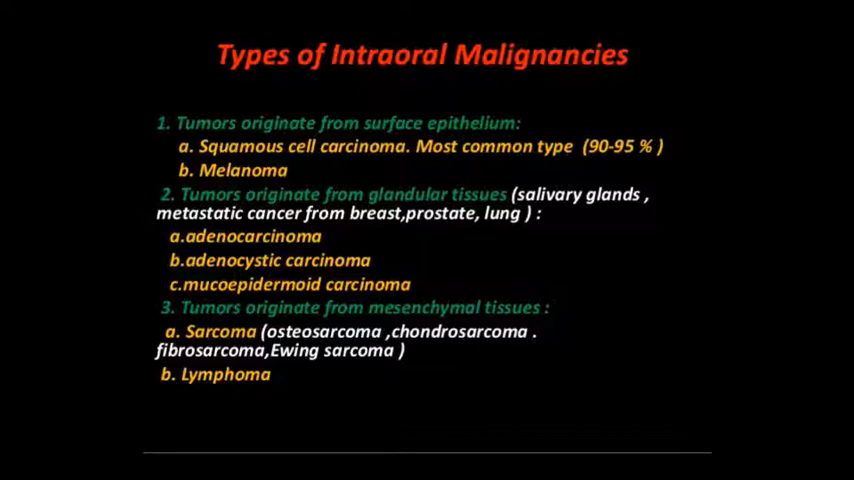 Types of Intraoral Malignancies
1. Tumors originate from surface epithelium:
a. Squamous cell carcinoma. Most common type (90-95 % )
b. Melanoma
2. Tumors originate from glandular tissues (salivary glands ,
metastatic cancer from breast,prostate, lung ) :
a.adenocarcinoma
b.adenocystic carcinoma
c.mucoepidermoid carcinoma
3. Tumors originate from mesenchymal tissues :
a. Sarcoma (osteosarcoma ,chondrosarcoma .
fibrosarcoma,Ewing sarcoma )
b. Lymphoma